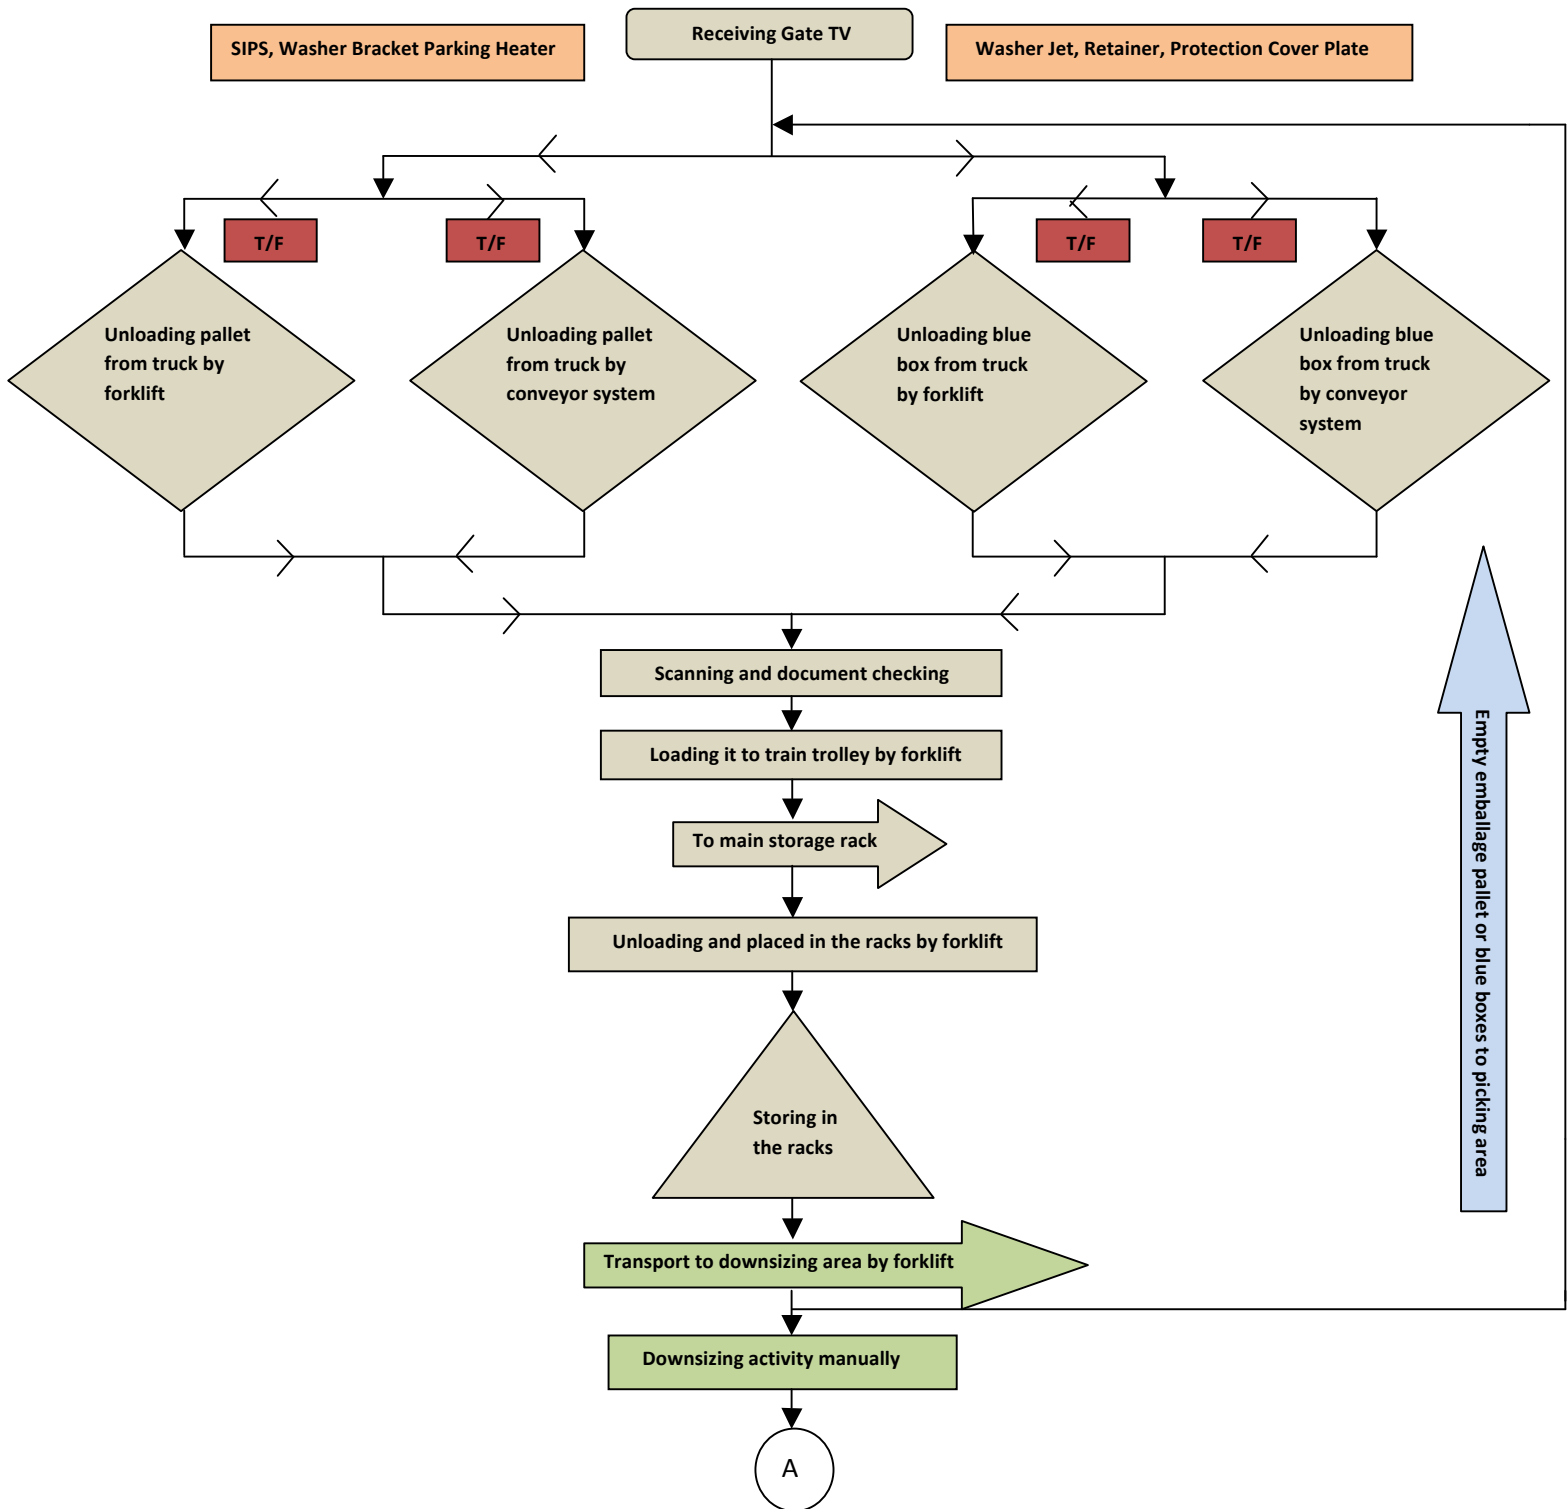 Receiving Gate TV
SIPS, Washer Bracket Parking Heater
Washer Jet, Retainer, Protection Cover Plate
T/F
T/F
T/F
T/F
Unloading pallet
from truck by
forklift
Unloading pallet
from truck by
conveyor system
Unloading blue
box from truck
by forklift
Unloading blue
box from truck
by conveyor
system
Scanning and document checking
Loading it to train trolley by forklift
To main storage rack
Unloading and placed in the racks by forklift
Empty emballage pallet or blue boxes to picking area
Storing in
the racks
Transport to downsizing area by forklift
Downsizing activity manually
A